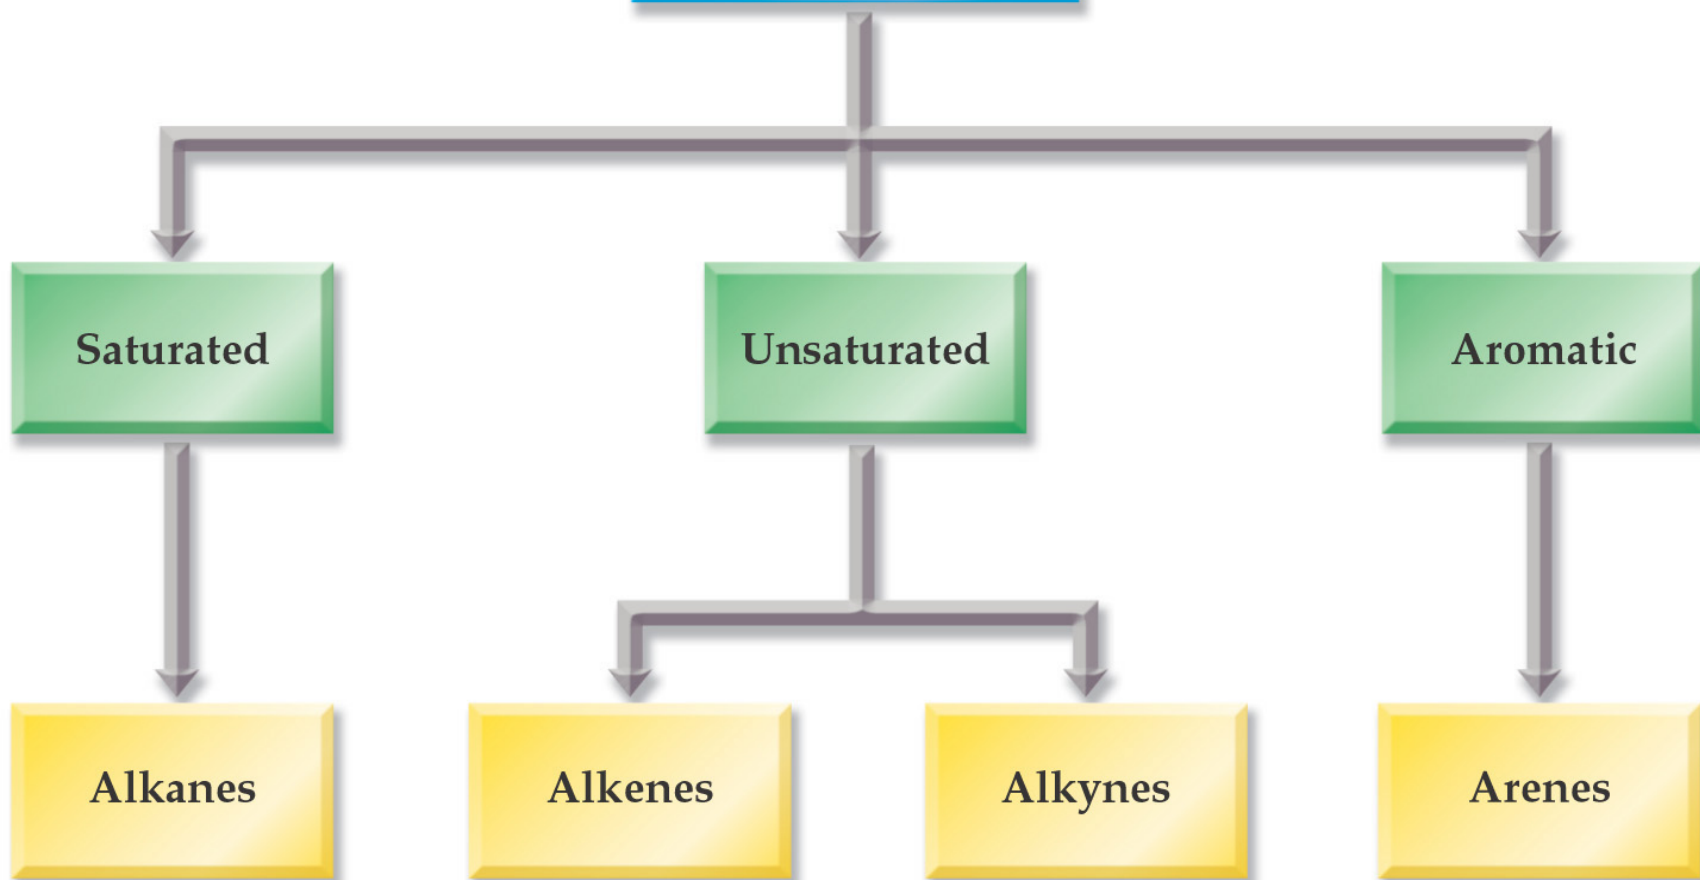 Saturated
Unsaturated
Aromatic
Alkanes
Alkenes
Alkynes
Arenes